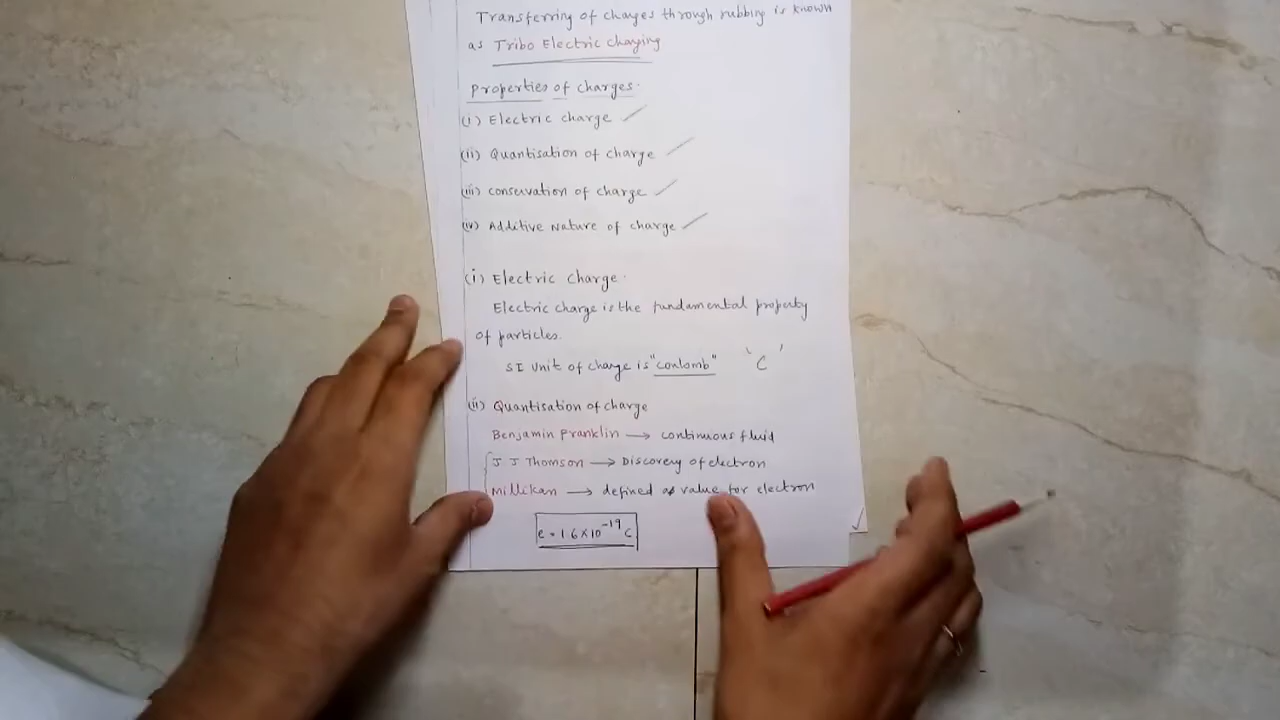 Transferring of charges through rubbing is known
as Tribo Electric charging
Properties of charges.
(i) Electric charge
(ii) Quantisation of charge
(iii) conservation of charge
(iv) Additive Nature of charge
(i) Electric charge.
Electric charge is the fundamental property
of particles.
SI Unit of charge is "coulomb" 'C'
(ii) Quantisation of charge
Benjamin Franklin → continuous fluid
J J Thomson → Discovery of electron
Millikan → defined a value for electron
e = 1.6 × 10⁻¹⁹ C